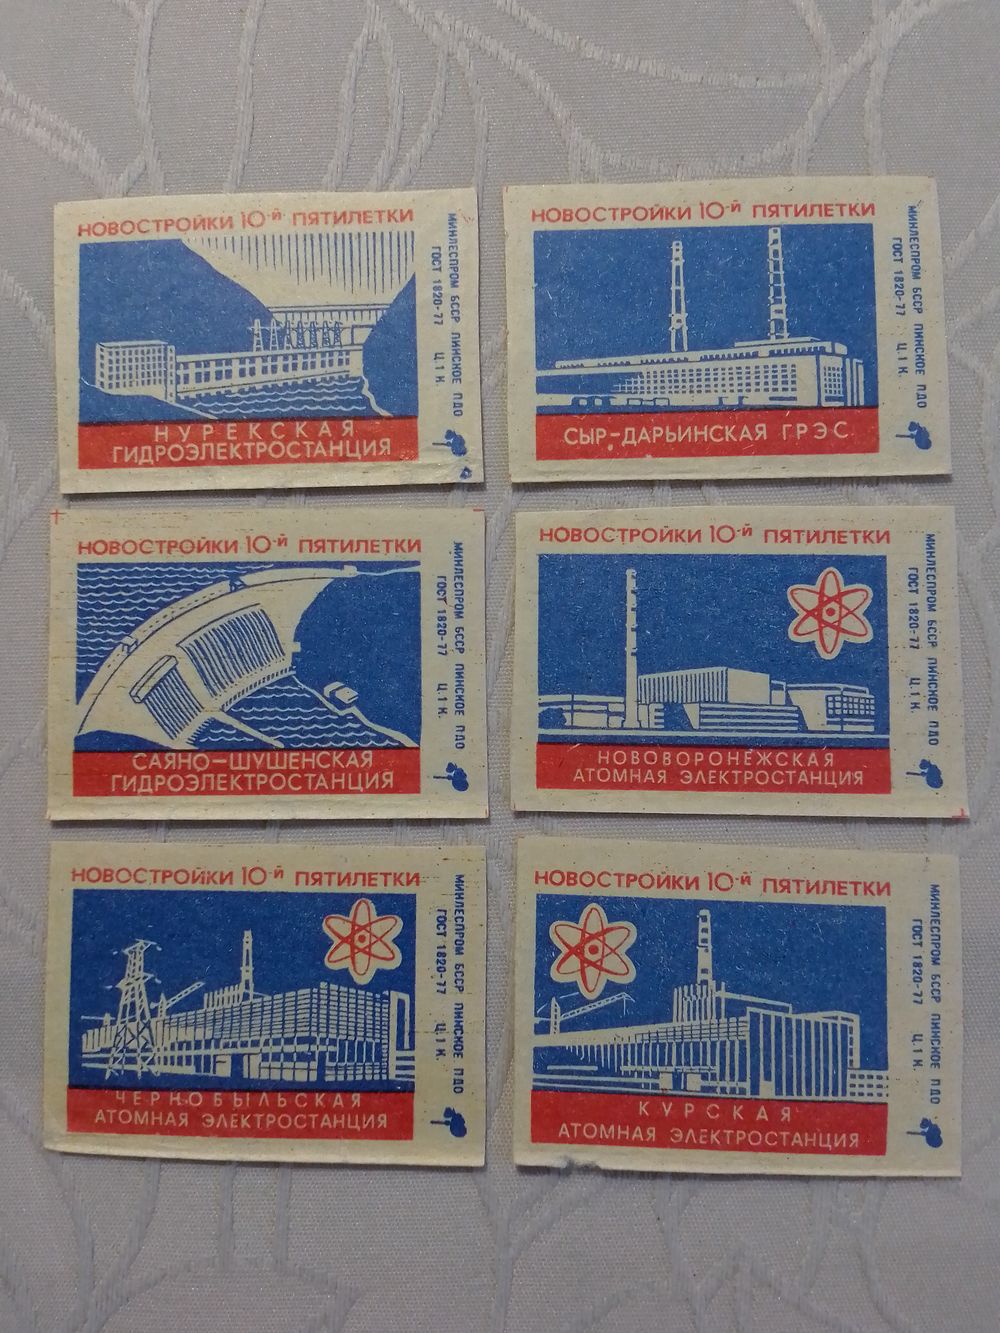 НОВОСТРОЙКИ 10-Й ПЯТИЛЕТКИ
МИНЛЕСПРОМ БССР ПИНСКОЕ ПДО
ГОСТ 1820-77 Ц.1 К.
НУРЕКСКАЯ
ГИДРОЭЛЕКТРОСТАНЦИЯ
НОВОСТРОЙКИ 10-Й ПЯТИЛЕТКИ
МИНЛЕСПРОМ БССР ПИНСКОЕ ПДО
ГОСТ 1820-77 Ц.1 К.
СЫР-ДАРЬИНСКАЯ ГРЭС
НОВОСТРОЙКИ 10-Й ПЯТИЛЕТКИ
МИНЛЕСПРОМ БССР ПИНСКОЕ ПДО
ГОСТ 1820-77 Ц.1 К.
САЯНО-ШУШЕНСКАЯ
ГИДРОЭЛЕКТРОСТАНЦИЯ
НОВОСТРОЙКИ 10-Й ПЯТИЛЕТКИ
МИНЛЕСПРОМ БССР ПИНСКОЕ ПДО
ГОСТ 1820-77 Ц.1 К.
НОВОВОРОНЕЖСКАЯ
АТОМНАЯ ЭЛЕКТРОСТАНЦИЯ
НОВОСТРОЙКИ 10-Й ПЯТИЛЕТКИ
МИНЛЕСПРОМ БССР ПИНСКОЕ ПДО
ГОСТ 1820-77 Ц.1 К.
ЧЕРНОБЫЛЬСКАЯ
АТОМНАЯ ЭЛЕКТРОСТАНЦИЯ
НОВОСТРОЙКИ 10-Й ПЯТИЛЕТКИ
МИНЛЕСПРОМ БССР ПИНСКОЕ ПДО
ГОСТ 1820-77 Ц.1 К.
КУРСКАЯ
АТОМНАЯ ЭЛЕКТРОСТАНЦИЯ